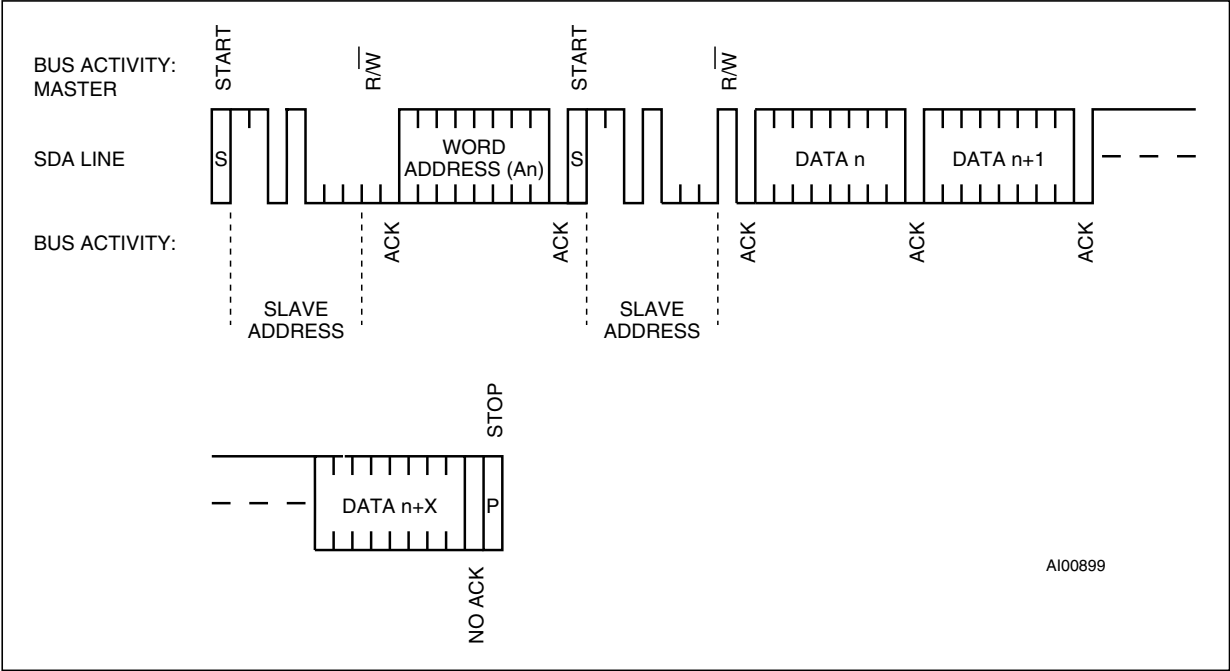 START
R/W
START
R/W
BUS ACTIVITY:
MASTER
SDA LINE
S
WORD
ADDRESS (An)
S
DATA n
DATA n+1
BUS ACTIVITY:
ACK
ACK
ACK
ACK
ACK
SLAVE
ADDRESS
SLAVE
ADDRESS
STOP
DATA n+X
P
NO ACK
AI00899